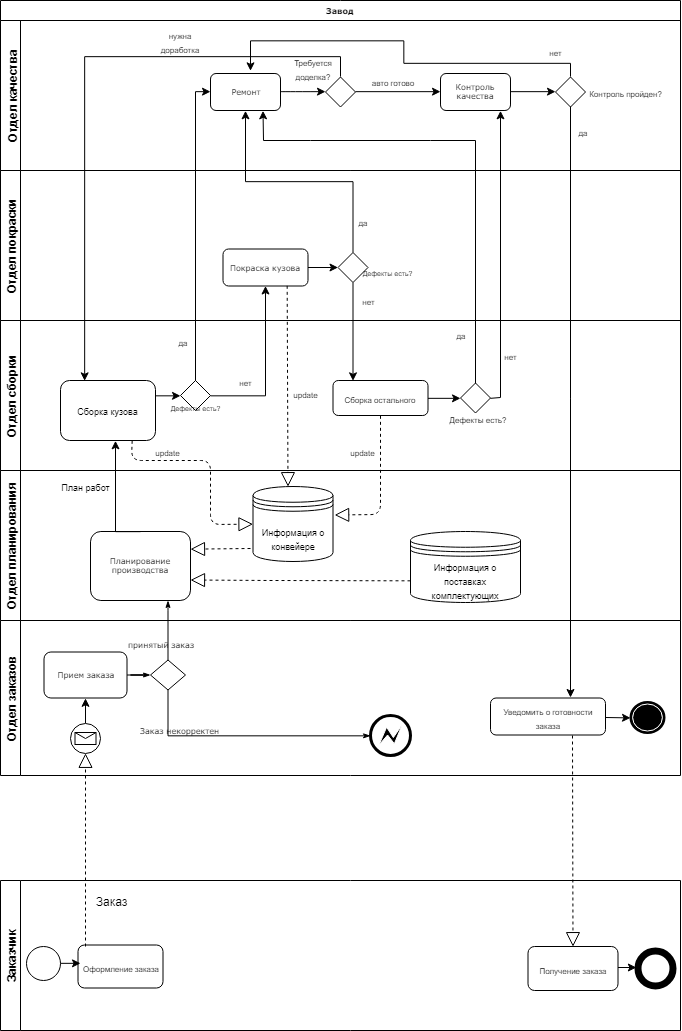 Завод
Отдел качества
нужна
доработка
Ремонт
Требуется
доделка?
авто готово
Контроль
качества
нет
Контроль пройден?
да
Отдел покраски
Покраска кузова
да
Дефекты есть?
нет
Отдел сборки
Сборка кузова
да
Дефекты есть?
нет
update
update
Сборка остального
update
да
Дефекты есть?
нет
Отдел планирования
План работ
Планирование
производства
Информация о
конвейере
Информация о
поставках
комплектующих
Отдел заказов
принятый заказ
Прием заказа
Заказ некорректен
Уведомить о готовности
заказа
Заказчик
Заказ
Оформление заказа
Получение заказа